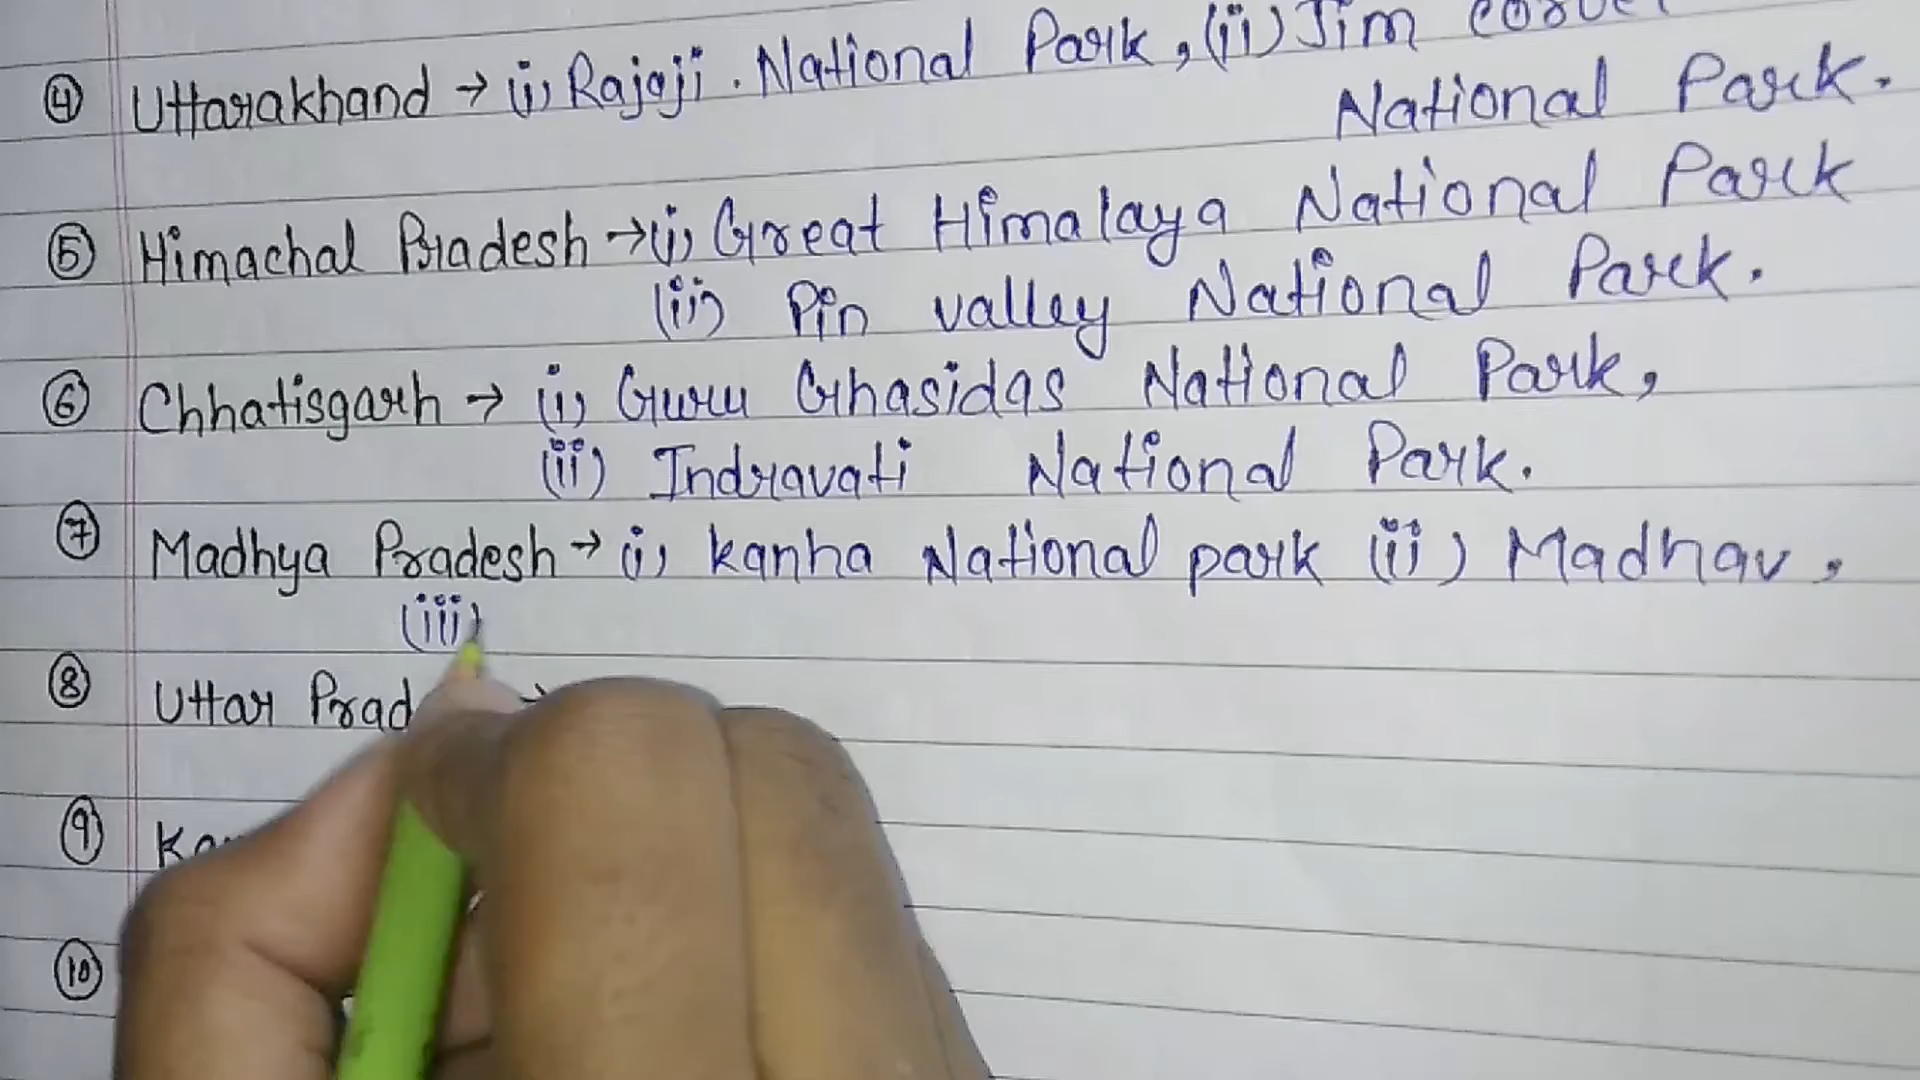 ④ Uttarakhand → (i) Rajaji . National Park , (ii) Jim
National Park.
⑤ Himachal Pradesh → (i) Great Himalaya National Park
(ii) Pin valley National Park.
⑥ Chhatisgarh → (i) Guru Ghasidas National Park,
(ii) Indravati National Park.
⑦ Madhya Pradesh → (i) kanha National park (ii) Madhav ,
(iii)
⑧ Uttar
⑨
⑩